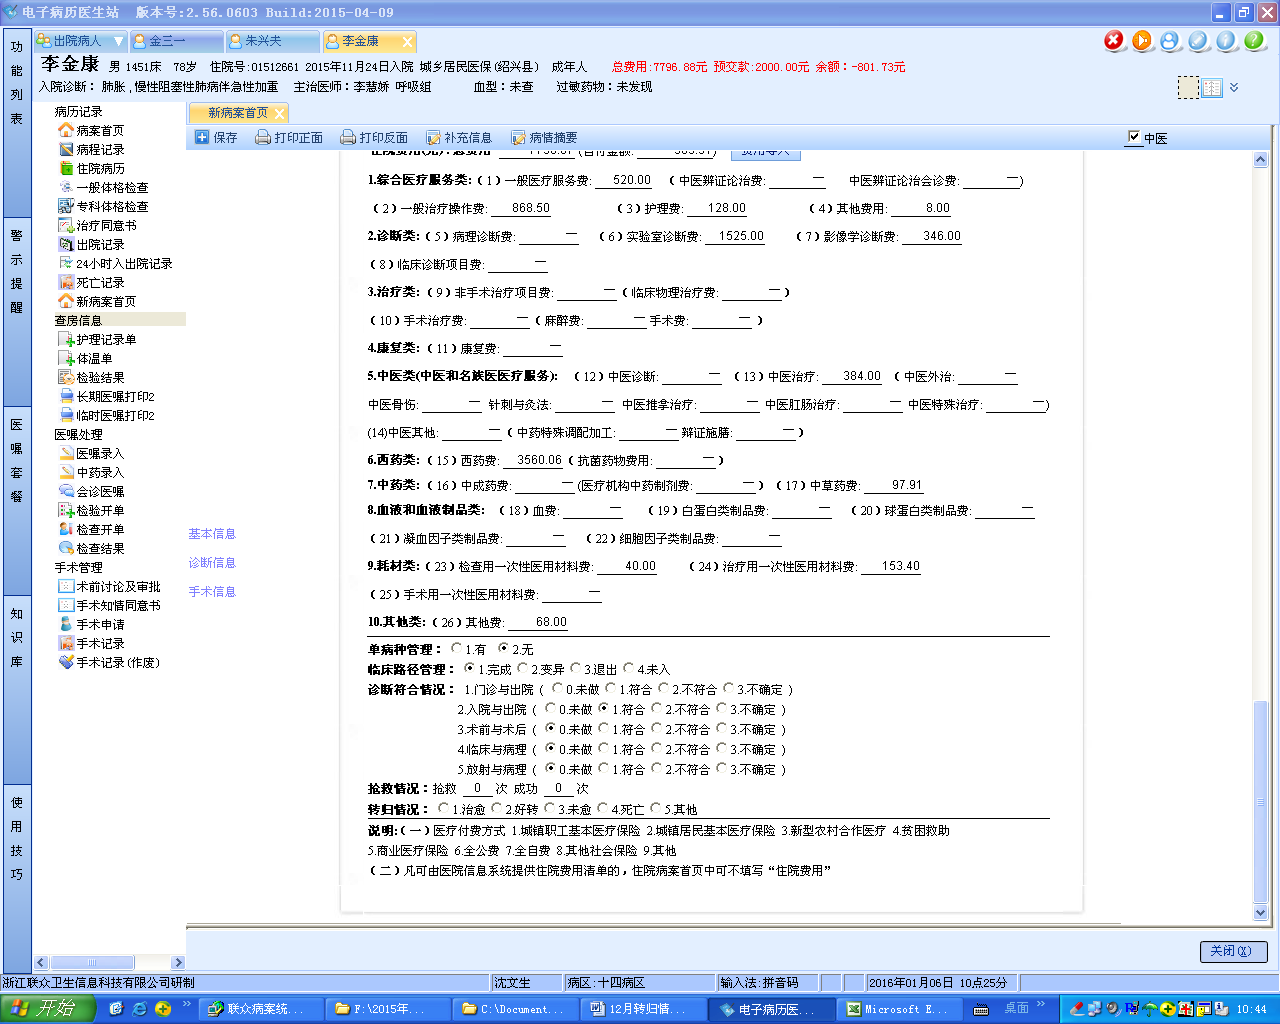 电子病历医生站 版本号:2.56.0603 Build:2015-04-09
出院病人 金三一 朱兴夫 李金康
李金康 男 1451床 78岁 住院号:01512661 2015年11月24日入院 城乡居民医保(绍兴县) 成年人 总费用:7796.88元 预交款:2000.00元 余额:-801.73元
入院诊断: 肺胀,慢性阻塞性肺病伴急性加重 主治医师:李慧娇 呼吸组 血型:未查 过敏药物:未发现
功能列表
警示提醒
医嘱套餐
知识库
使用技巧
病历记录
病案首页
病程记录
住院病历
一般体格检查
专科体格检查
治疗同意书
出院记录
24小时入出院记录
死亡记录
新病案首页
查房信息
护理记录单
体温单
检验结果
长期医嘱打印2
临时医嘱打印2
医嘱处理
医嘱录入
中药录入
会诊医嘱
检验开单
检查开单
检查结果
手术管理
术前讨论及审批
手术知情同意书
手术申请
手术记录
手术记录(作废)
新病案首页
保存 打印正面 打印反面 补充信息 病情摘要 中医
基本信息
诊断信息
手术信息
1.综合医疗服务类:(1)一般医疗服务费: 520.00 (中医辨证论治费: — 中医辨证论治会诊费: —)
(2)一般治疗操作费: 868.50 (3)护理费: 128.00 (4)其他费用: 8.00
2.诊断类:(5)病理诊断费: — (6)实验室诊断费: 1525.00 (7)影像学诊断费: 346.00
(8)临床诊断项目费: —
3.治疗类:(9)非手术治疗项目费: —(临床物理治疗费: —)
(10)手术治疗费: —(麻醉费: — 手术费: — )
4.康复类:(11)康复费: —
5.中医类(中医和名族医医疗服务): (12)中医诊断: — (13)中医治疗: 384.00 (中医外治: —
中医骨伤: — 针刺与灸法: — 中医推拿治疗: — 中医肛肠治疗: — 中医特殊治疗: —)
(14)中医其他: —(中药特殊调配加工: — 辩证施膳: —)
6.西药类:(15)西药费: 3560.06(抗菌药物费用: —)
7.中药类:(16)中成药费: —(医疗机构中药制剂费: —)(17)中草药费: 97.91
8.血液和血液制品类: (18)血费: — (19)白蛋白类制品费: — (20)球蛋白类制品费: —
(21)凝血因子类制品费: — (22)细胞因子类制品费: —
9.耗材类:(23)检查用一次性医用材料费: 40.00 (24)治疗用一次性医用材料费: 153.40
(25)手术用一次性医用材料费: —
10.其他类:(26)其他费: 68.00
单病种管理: 1.有 2.无
临床路径管理: 1.完成 2.变异 3.退出 4.未入
诊断符合情况: 1.门诊与出院 ( 0.未做 1.符合 2.不符合 3.不确定 )
2.入院与出院 ( 0.未做 1.符合 2.不符合 3.不确定 )
3.术前与术后 ( 0.未做 1.符合 2.不符合 3.不确定 )
4.临床与病理 ( 0.未做 1.符合 2.不符合 3.不确定 )
5.放射与病理 ( 0.未做 1.符合 2.不符合 3.不确定 )
抢救情况:抢救 0 次 成功 0 次
转归情况: 1.治愈 2.好转 3.未愈 4.死亡 5.其他
说明:(一)医疗付费方式 1.城镇职工基本医疗保险 2.城镇居民基本医疗保险 3.新型农村合作医疗 4.贫困救助
5.商业医疗保险 6.全公费 7.全自费 8.其他社会保险 9.其他
(二)凡可由医院信息系统提供住院费用清单的,住院病案首页中可不填写“住院费用”
关闭(X)
浙江联众卫生信息科技有限公司研制 沈文生 病区:十四病区 输入法:拼音码 2016年01月06日 10点25分
开始 联众病案统... F:\2015年... C:\Document... 12月转归情... 电子病历医... Microsoft E... 桌面 10:44